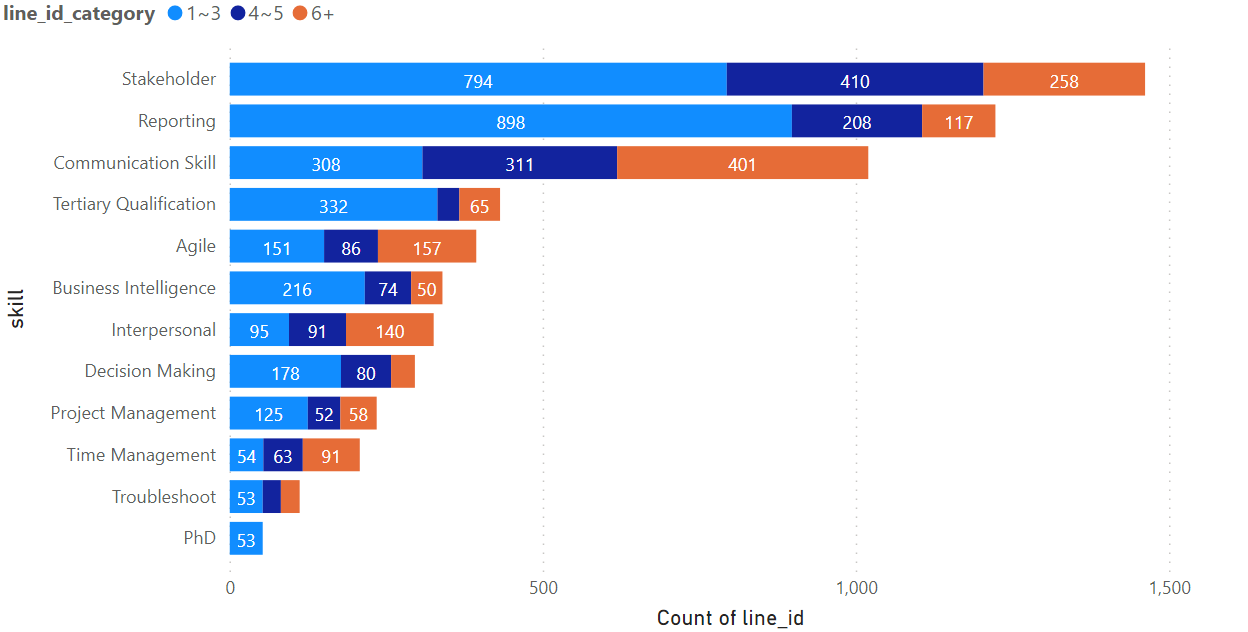 line_id_category 1~3 4~5 6+
Stakeholder 794 410 258
Reporting 898 208 117
Communication Skill 308 311 401
Tertiary Qualification 332 65
Agile 151 86 157
Business Intelligence 216 74 50
Interpersonal 95 91 140
Decision Making 178 80
Project Management 125 52 58
Time Management 54 63 91
Troubleshoot 53
PhD 53
skill
0 500 1,000 1,500
Count of line_id